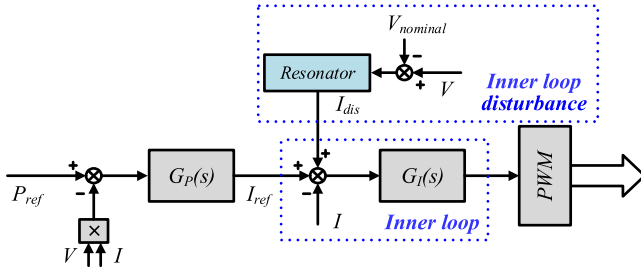 V_nominal
Resonator
Inner loop
disturbance
V
I_dis
P_ref
G_P(s)
I_ref
G_I(s)
PWM
I
Inner loop
×
V I